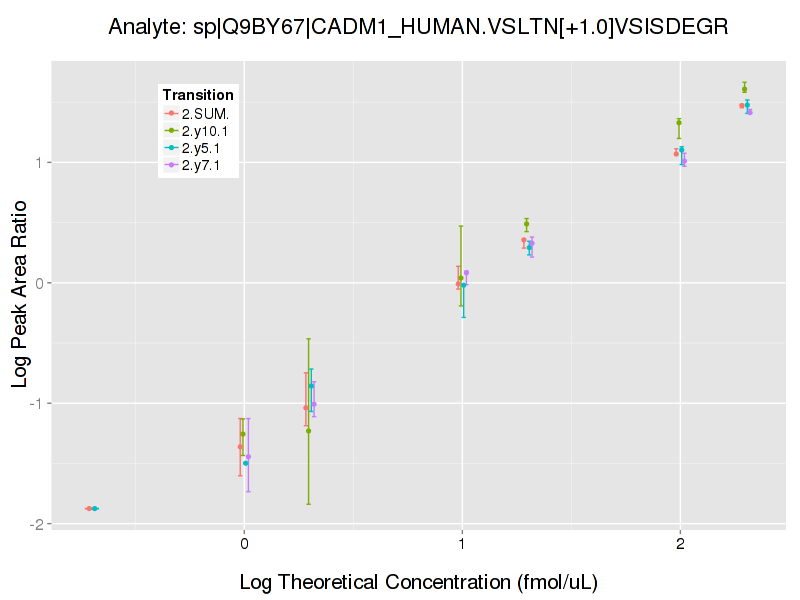 Analyte: sp|Q9BY67|CADM1_HUMAN.VSLTN[+1.0]VSISDEGR
Transition
2.SUM.
2.y10.1
2.y5.1
2.y7.1
Log Peak Area Ratio
1
0
-1
-2
0 1 2
Log Theoretical Concentration (fmol/uL)